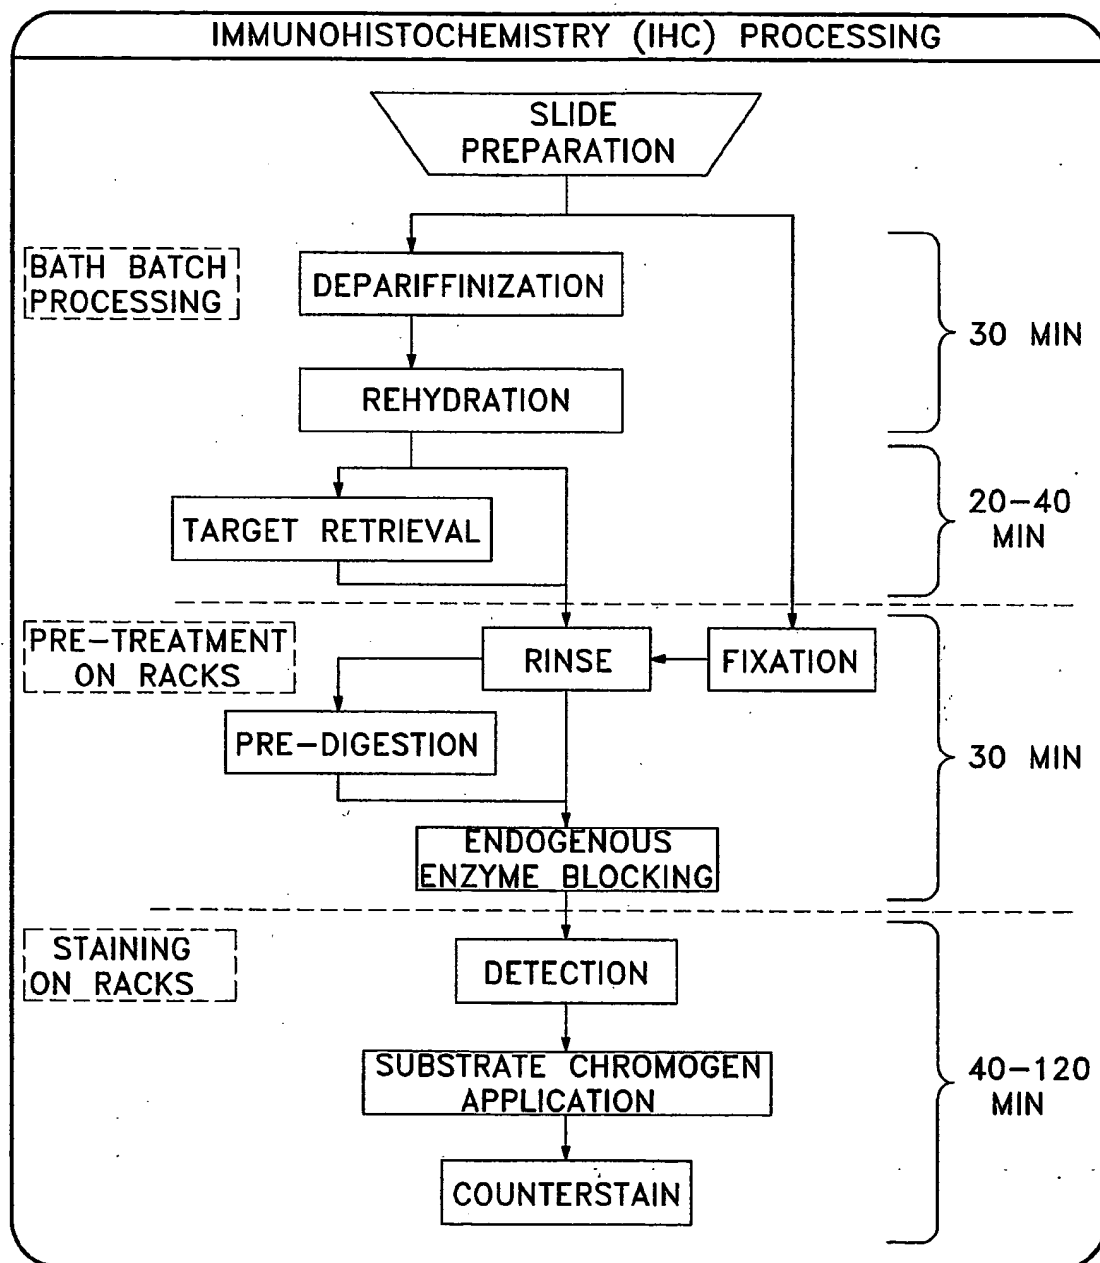 IMMUNOHISTOCHEMISTRY (IHC) PROCESSING
SLIDE
PREPARATION
BATH BATCH
PROCESSING
DEPARIFFINIZATION
30 MIN
REHYDRATION
TARGET RETRIEVAL
20-40
MIN
PRE-TREATMENT
ON RACKS
RINSE
FIXATION
PRE-DIGESTION
30 MIN
ENDOGENOUS
ENZYME BLOCKING
STAINING
ON RACKS
DETECTION
SUBSTRATE CHROMOGEN
APPLICATION
40-120
MIN
COUNTERSTAIN